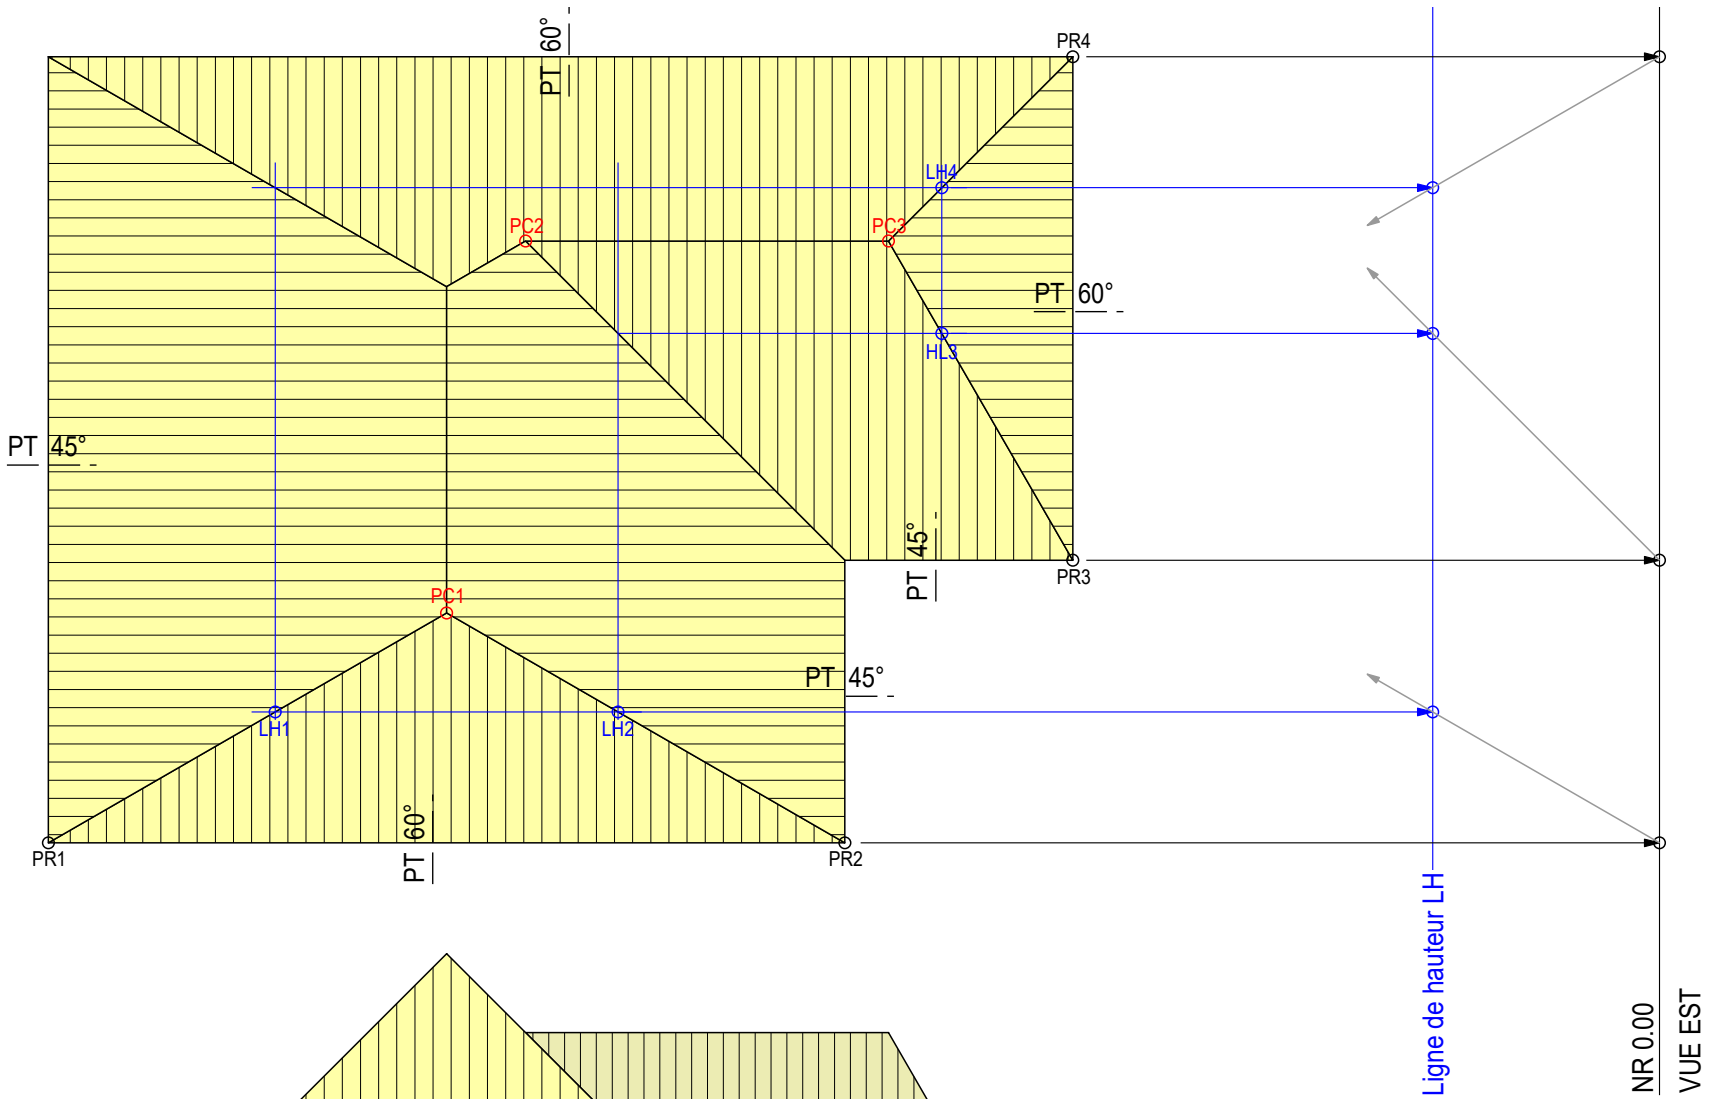 PT 60°
PR4
LH4
PC2
PC3
PT 60°
HL3
PT 45°
PT 45°
PR3
PC1
PT 45°
LH1
LH2
PT 60°
PR1
PR2
Ligne de hauteur LH
NR 0.00
VUE EST